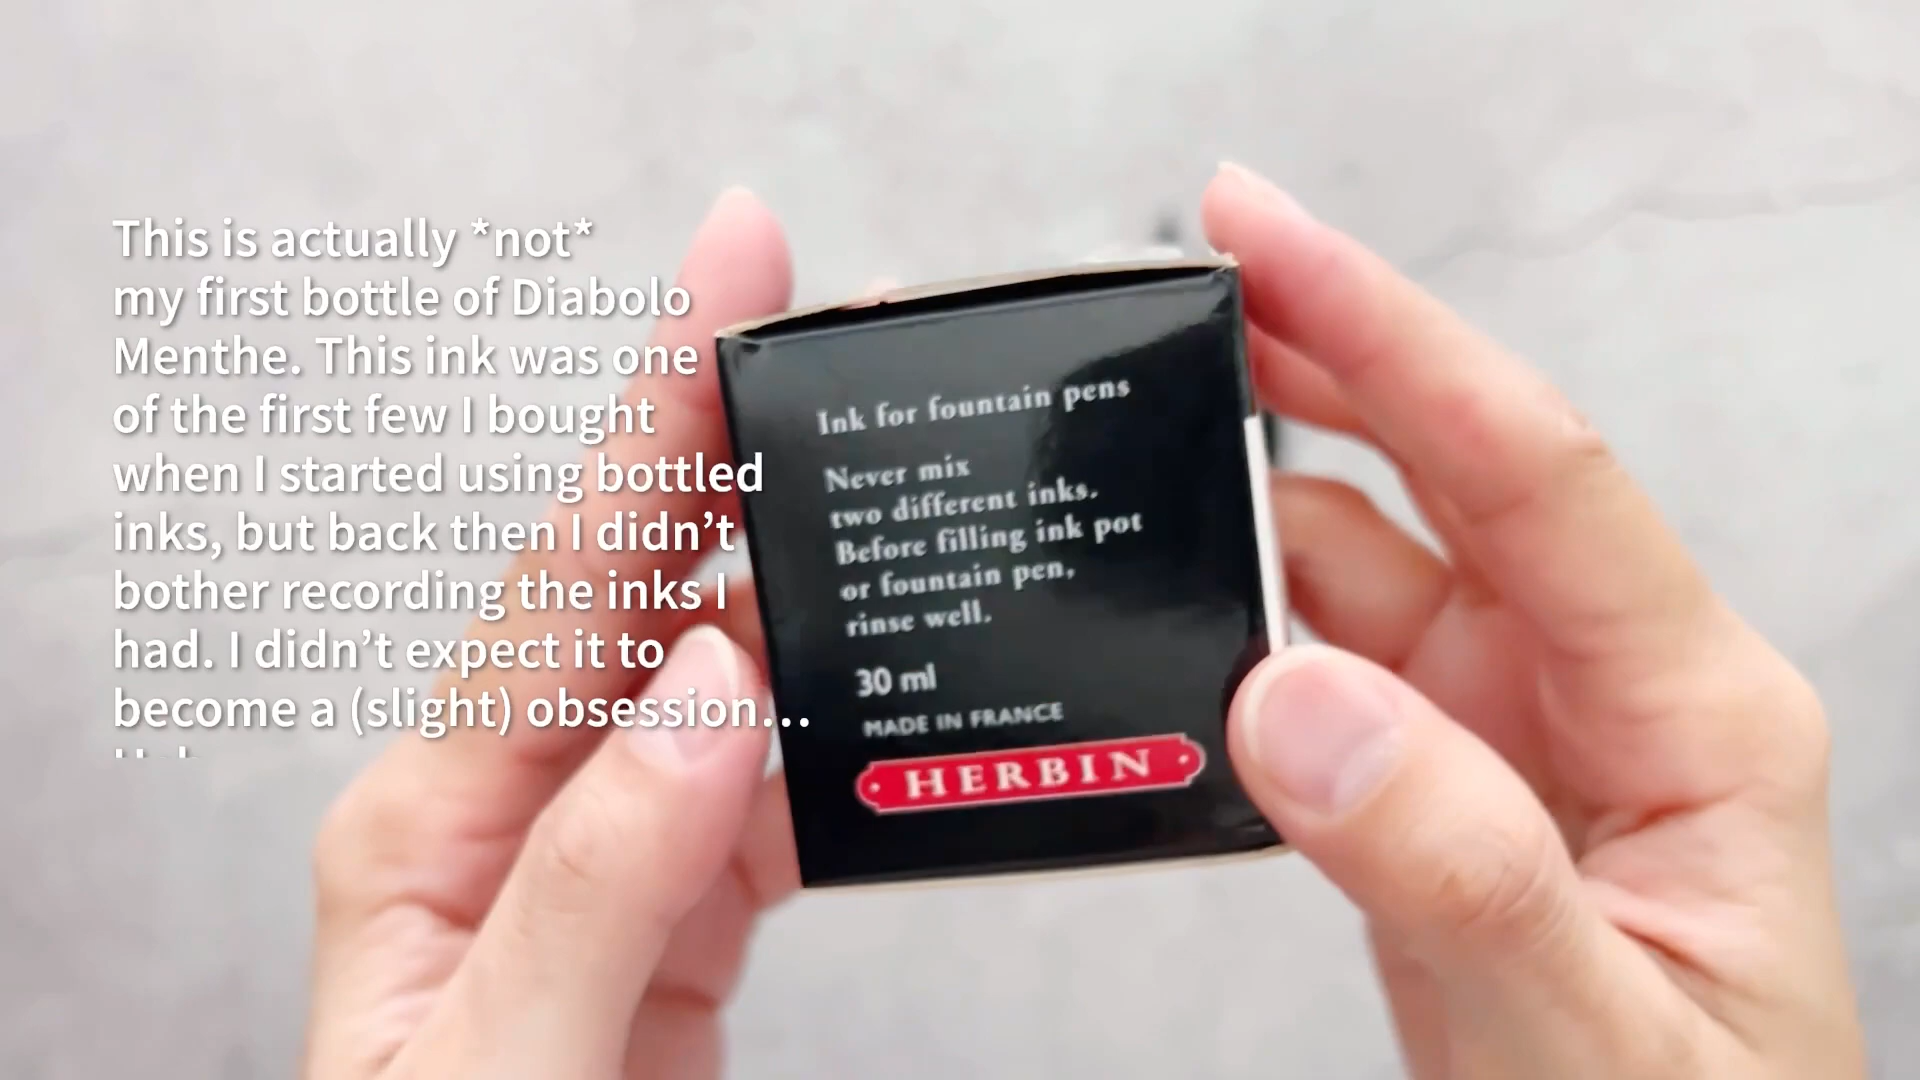 This is actually *not*
my first bottle of Diabolo
Menthe. This ink was one
of the first few I bought
when I started using bottled
inks, but back then I didn’t
bother recording the inks I
had. I didn’t expect it to
become a (slight) obsession…
Ink for fountain pens
Never mix
two different inks.
Before filling ink pot
or fountain pen,
rinse well.
30 ml
MADE IN FRANCE
HERBIN